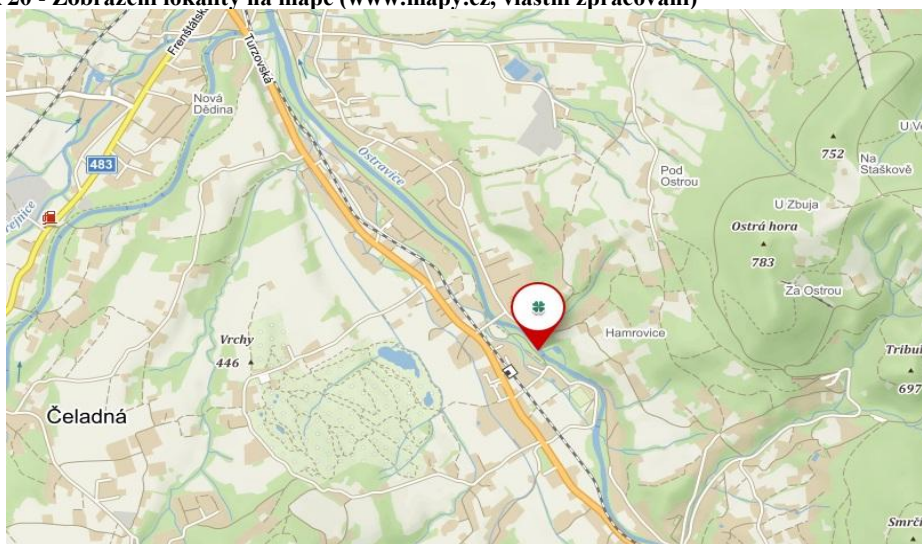 20 - Zobrazení lokality na mapě (www.mapy.cz, vlastní zpracování)
Frenštátská
Turzovská
Nová
Dědina
483
Ostravice
752
Na
Staškově
Pod
Ostrou
U Zbuja
Ostrá hora
783
Za Ostrou
Hamrovice
Vrchy
446
697
Čeladná